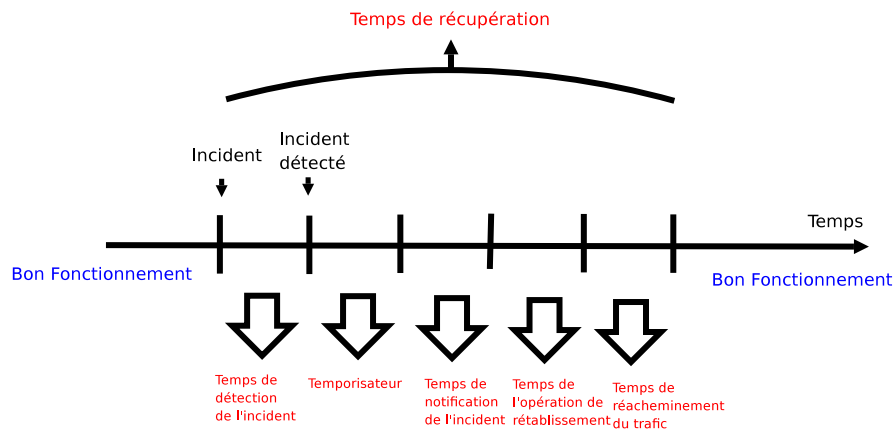 Temps de récupération
Incident
Incident
détecté
Temps
Bon Fonctionnement
Bon Fonctionnement
Temps de
détection
de l'incident
Temporisateur
Temps de
notification
de l'incident
Temps de
l'opération de
rétablissement
Temps de
réacheminement
du trafic